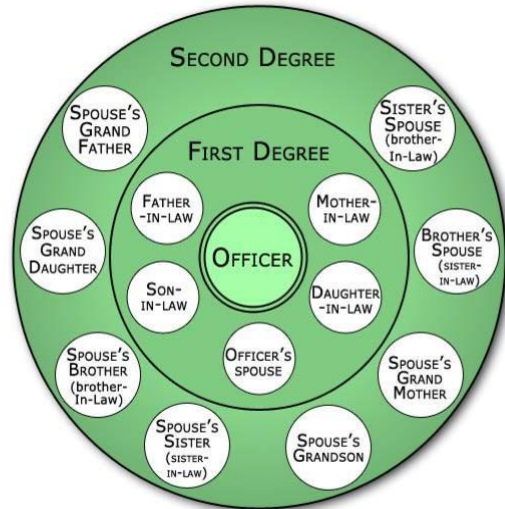 SECOND DEGREE
SPOUSE'S
GRAND
FATHER
SISTER'S
SPOUSE
(brother-
In-Law)
FIRST DEGREE
FATHER
-IN-LAW
MOTHER-
IN-LAW
SPOUSE'S
GRAND
DAUGHTER
OFFICER
BROTHER'S
SPOUSE
(SISTER-
IN-LAW)
SON-
IN-LAW
DAUGHTER
-IN-LAW
SPOUSE'S
BROTHER
(brother-
In-Law)
OFFICER'S
SPOUSE
SPOUSE'S
GRAND
MOTHER
SPOUSE'S
SISTER
(SISTER-
IN-LAW)
SPOUSE'S
GRANDSON